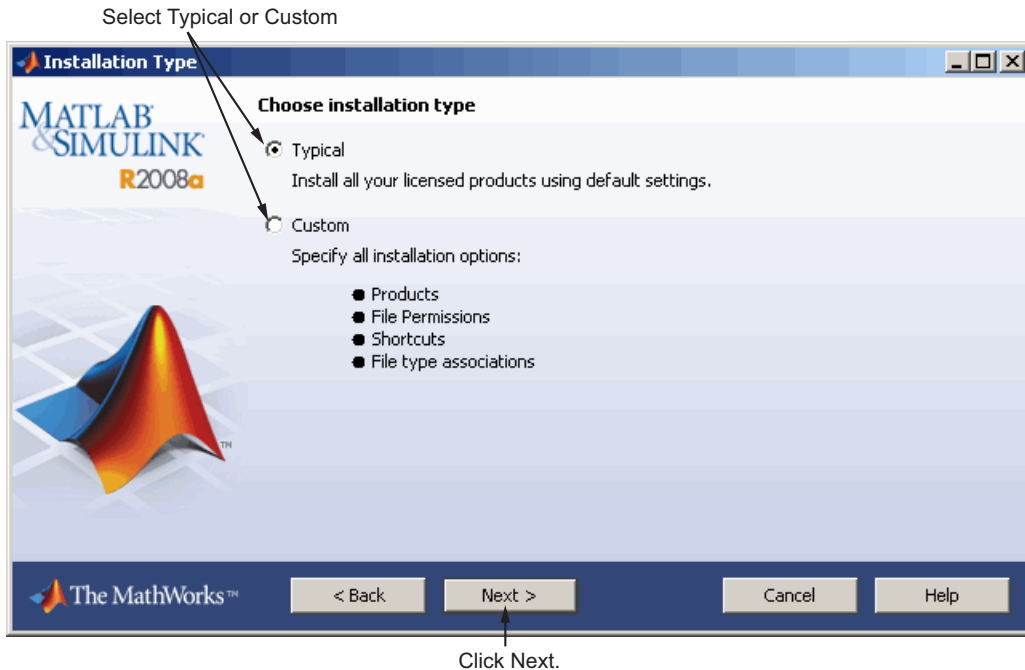 Select Typical or Custom
Installation Type
MATLAB®
&SIMULINK®
R2008a
Choose installation type
Typical
Install all your licensed products using default settings.
Custom
Specify all installation options:
● Products
● File Permissions
● Shortcuts
● File type associations
TM
The MathWorks™
< Back
Next >
Cancel
Help
Click Next.